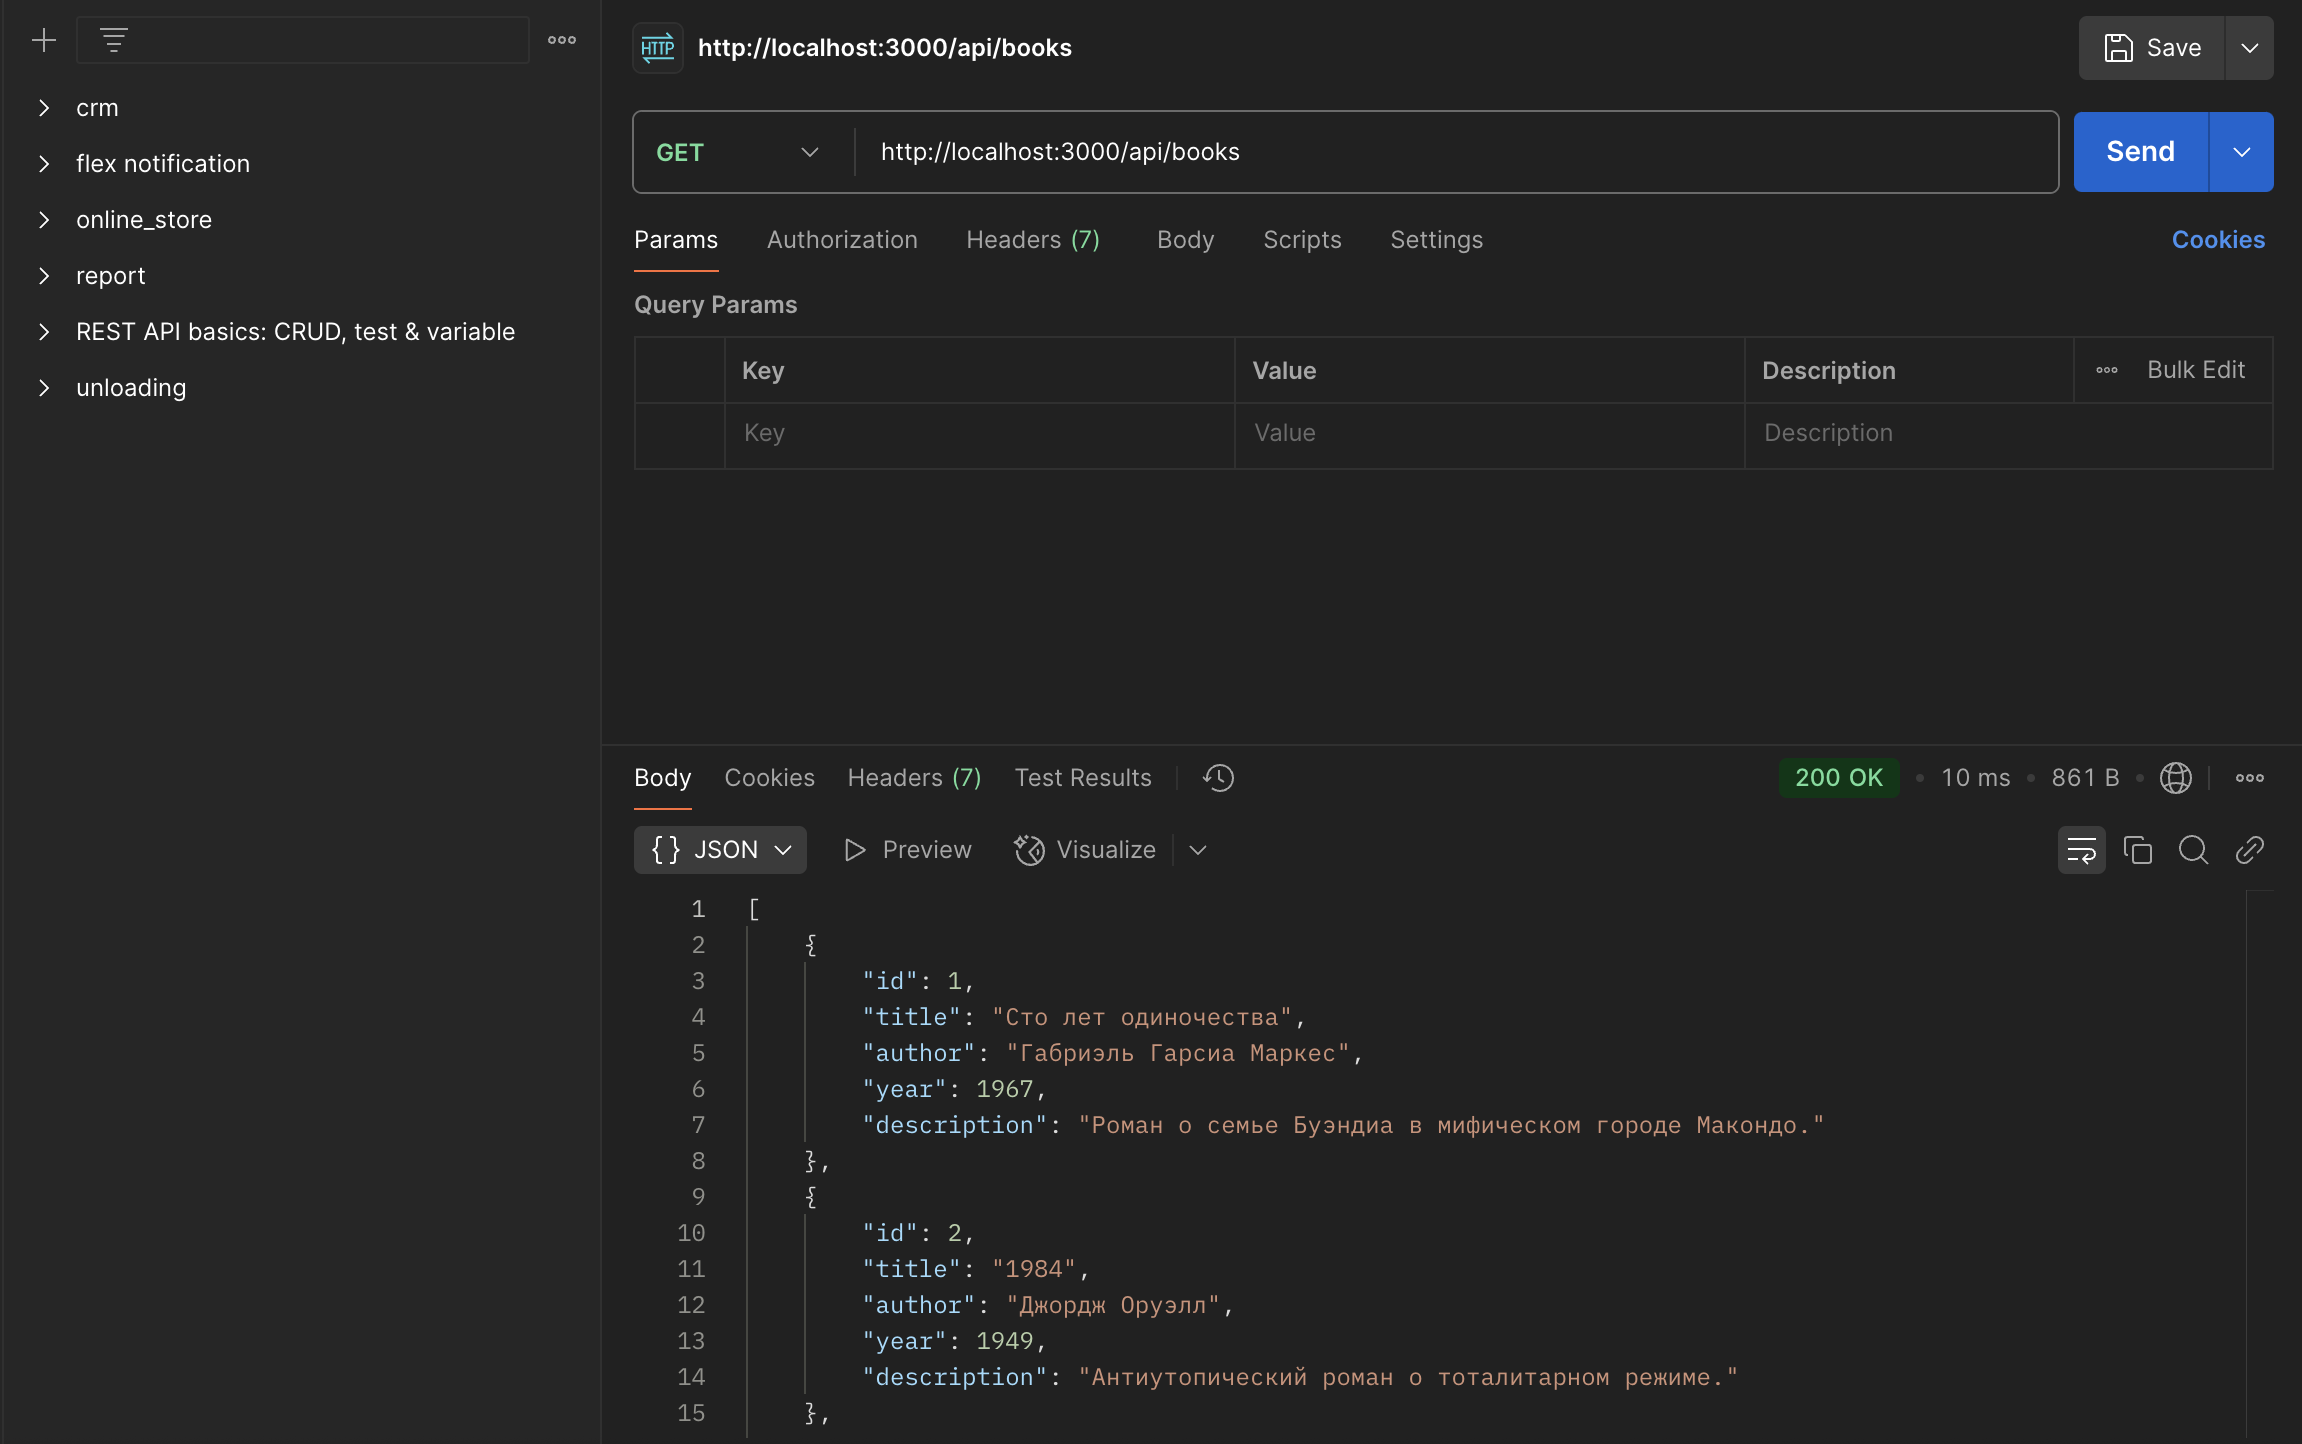 crm
flex notification
online_store
report
REST API basics: CRUD, test & variable
unloading
HTTP http://localhost:3000/api/books
Save
GET http://localhost:3000/api/books
Send
Params Authorization Headers (7) Body Scripts Settings Cookies
Query Params
Key Value Description Bulk Edit
Key Value Description
Body Cookies Headers (7) Test Results 200 OK • 10 ms • 861 B •
{} JSON Preview Visualize
1 [
2 {
3 "id": 1,
4 "title": "Сто лет одиночества",
5 "author": "Габриэль Гарсиа Маркес",
6 "year": 1967,
7 "description": "Роман о семье Буэндиа в мифическом городе Макондо."
8 },
9 {
10 "id": 2,
11 "title": "1984",
12 "author": "Джордж Оруэлл",
13 "year": 1949,
14 "description": "Антиутопический роман о тоталитарном режиме."
15 },